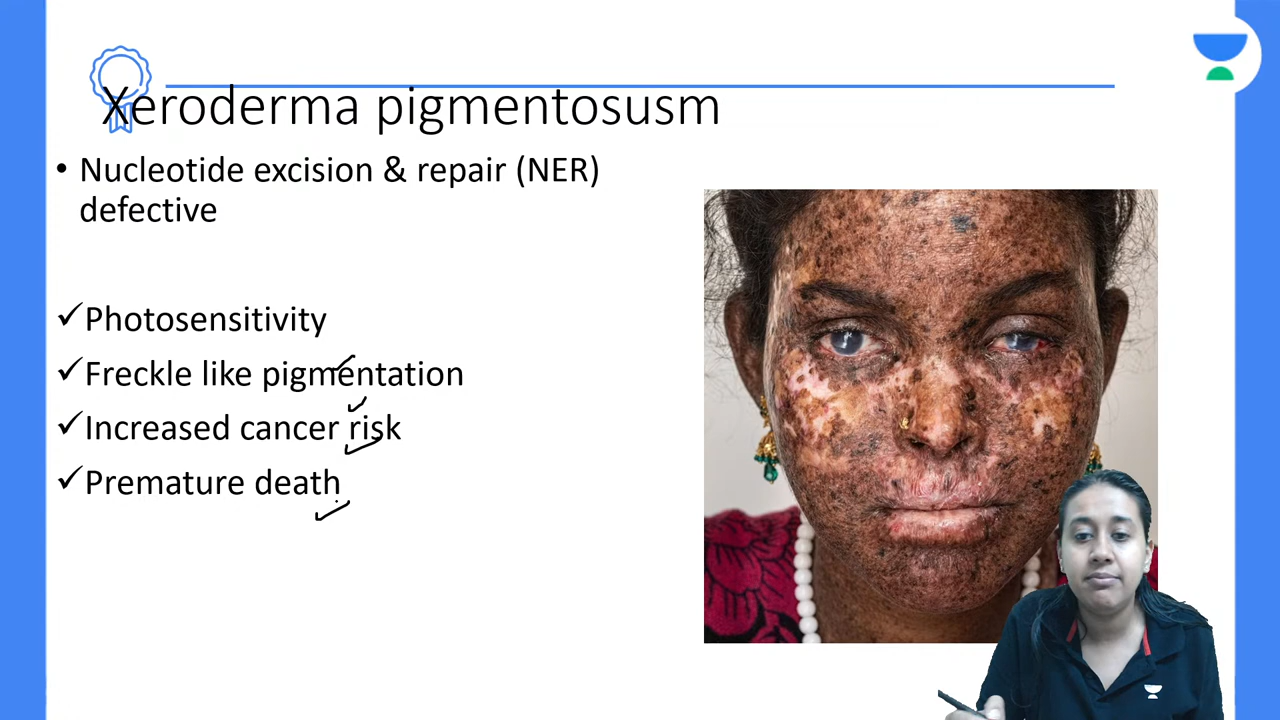 Xeroderma pigmentosusm
• Nucleotide excision & repair (NER)
defective
✓Photosensitivity
✓Freckle like pigmentation
✓Increased cancer risk
✓Premature death